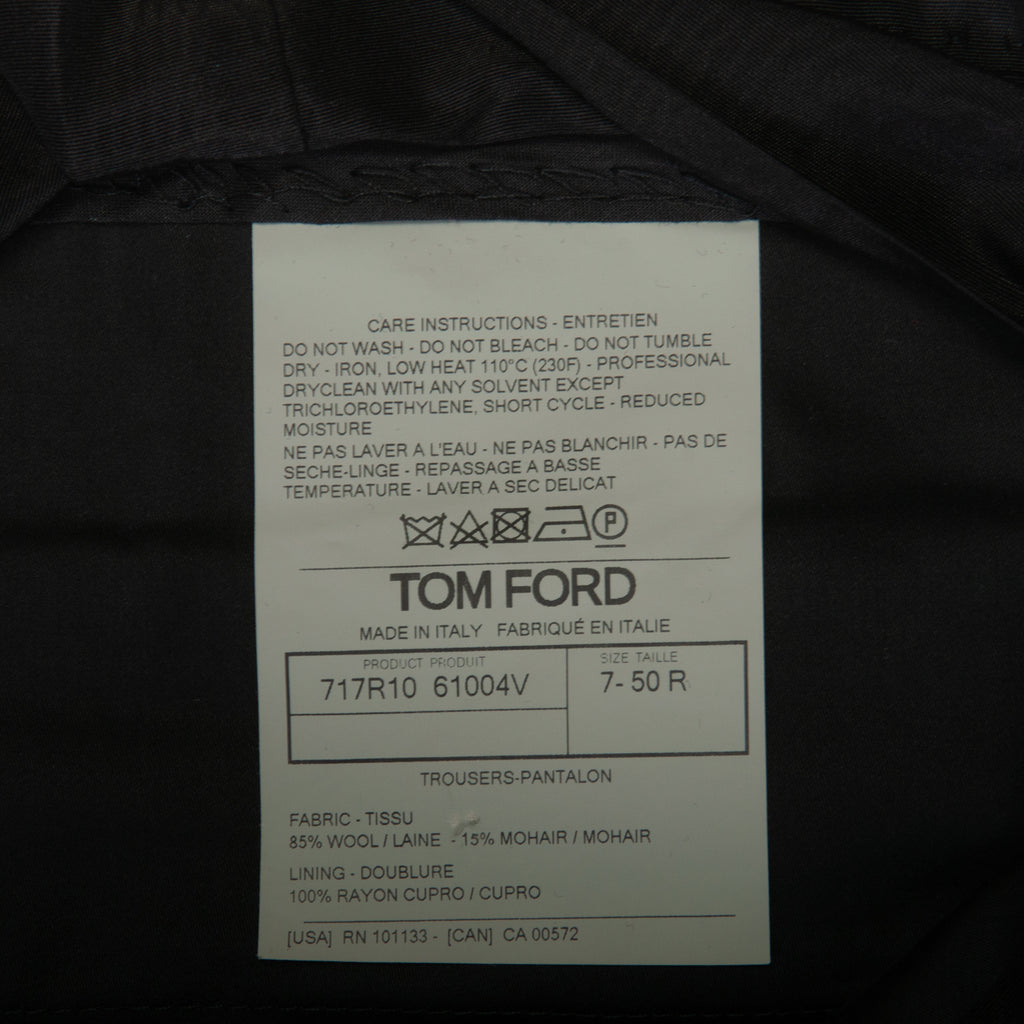 CARE INSTRUCTIONS - ENTRETIEN
DO NOT WASH - DO NOT BLEACH - DO NOT TUMBLE
DRY - IRON, LOW HEAT 110°C (230F) - PROFESSIONAL
DRYCLEAN WITH ANY SOLVENT EXCEPT
TRICHLOROETHYLENE, SHORT CYCLE - REDUCED
MOISTURE
NE PAS LAVER A L'EAU - NE PAS BLANCHIR - PAS DE
SECHE-LINGE - REPASSAGE A BASSE
TEMPERATURE - LAVER A SEC DELICAT
P
TOM FORD
MADE IN ITALY FABRIQUÉ EN ITALIE
PRODUCT PRODUIT
717R10 61004V
SIZE TAILLE
7- 50 R
TROUSERS-PANTALON
FABRIC - TISSU
85% WOOL / LAINE - 15% MOHAIR / MOHAIR
LINING - DOUBLURE
100% RAYON CUPRO / CUPRO
[USA] RN 101133 - [CAN] CA 00572